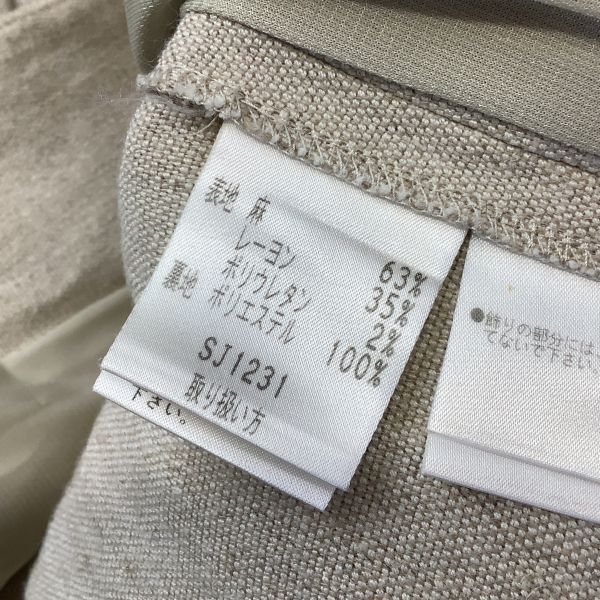 表地 麻 63%
レーヨン 35%
ポリウレタン 2%
裏地 ポリエステル 100%
SJ1231
取り扱い方
下さい。
●飾りの部分には
てないで下さい。